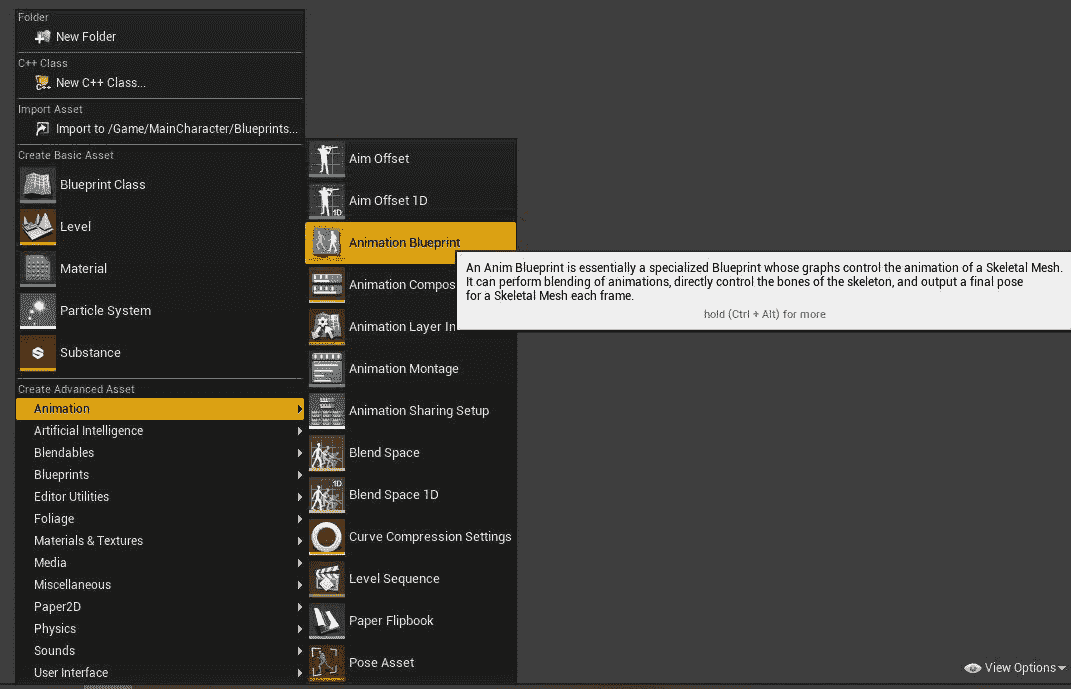 Folder
New Folder
C++ Class
New C++ Class...
Import Asset
Import to /Game/MainCharacter/Blueprints...
Create Basic Asset
Blueprint Class
Level
Material
Particle System
Substance
Create Advanced Asset
Animation
Artificial Intelligence
Blendables
Blueprints
Editor Utilities
Foliage
Materials & Textures
Media
Miscellaneous
Paper2D
Physics
Sounds
User Interface
Aim Offset
1D
Aim Offset 1D
Animation Blueprint
Animation Compos
Animation Layer In
Animation Montage
Animation Sharing Setup
Blend Space
1D
Blend Space 1D
Curve Compression Settings
Level Sequence
Paper Flipbook
Pose Asset
An Anim Blueprint is essentially a specialized Blueprint whose graphs control the animation of a Skeletal Mesh.
It can perform blending of animations, directly control the bones of the skeleton, and output a final pose
for a Skeletal Mesh each frame.
hold (Ctrl + Alt) for more
View Options